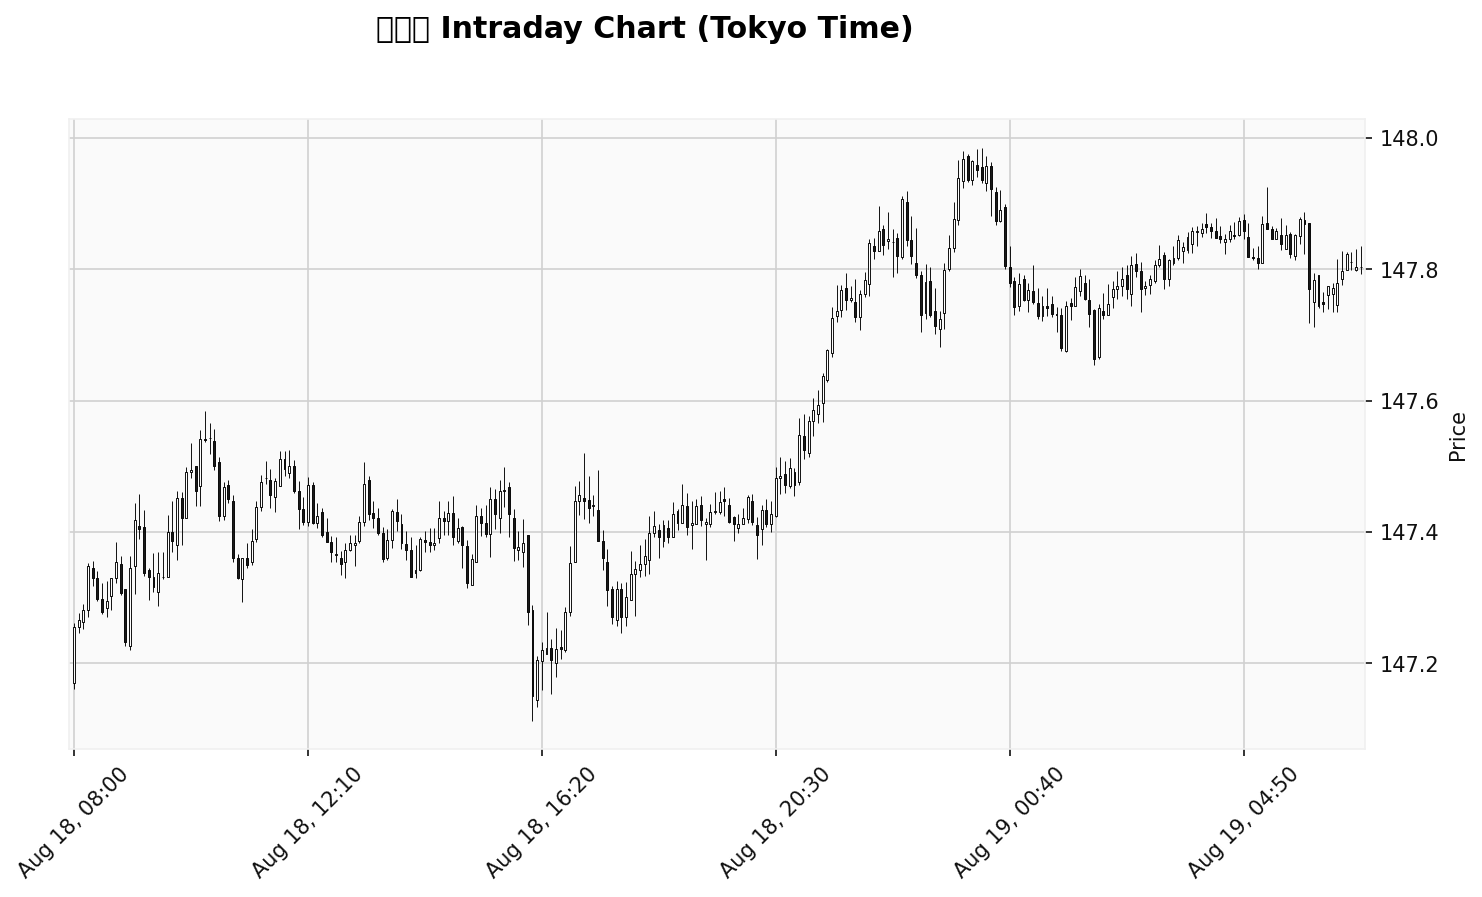 Intraday Chart (Tokyo Time)
148.0
147.8
147.6
147.4
147.2
Price
Aug 18, 08:00
Aug 18, 12:10
Aug 18, 16:20
Aug 18, 20:30
Aug 19, 00:40
Aug 19, 04:50